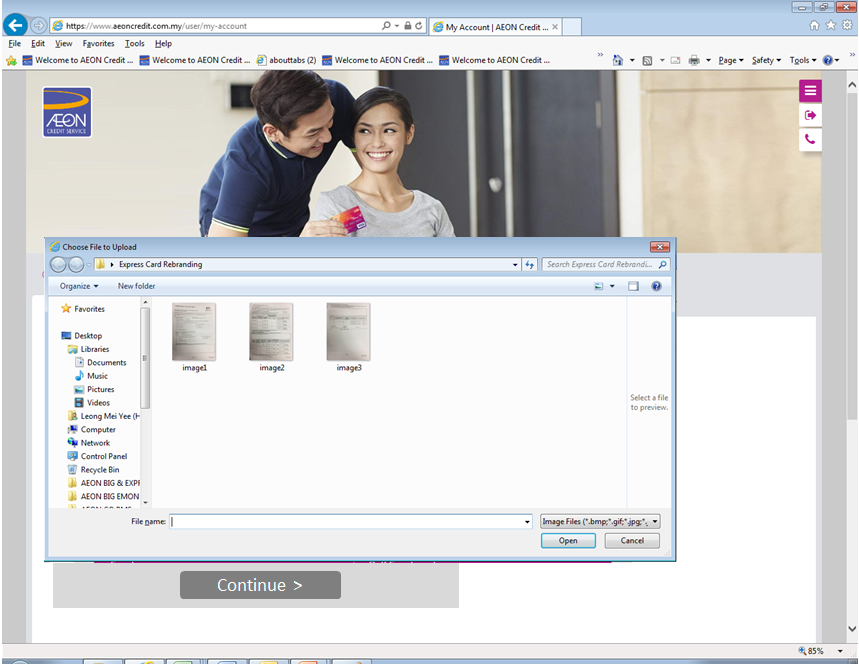 https://www.aeoncredit.com.my/user/my-account
My Account | AEON Credit ...
File Edit View Favorites Tools Help
Welcome to AEON Credit ... Welcome to AEON Credit ... abouttabs (2) Welcome to AEON Credit ... Welcome to AEON Credit ...
Page Safety Tools
AEON
CREDIT SERVICE
Choose File to Upload
Express Card Rebranding
Search Express Card Rebrandi...
Organize New folder
Favorites
Desktop
Libraries
Documents
Music
Pictures
Videos
Leong Mei Yee (H
Computer
Network
Control Panel
Recycle Bin
AEON BIG & EXP
AEON BIG EMON
image1 image2 image3
Select a file
to preview.
File name:
Image Files (*.bmp;*.gif;*.jpg;*.
Open Cancel
Continue >
85%